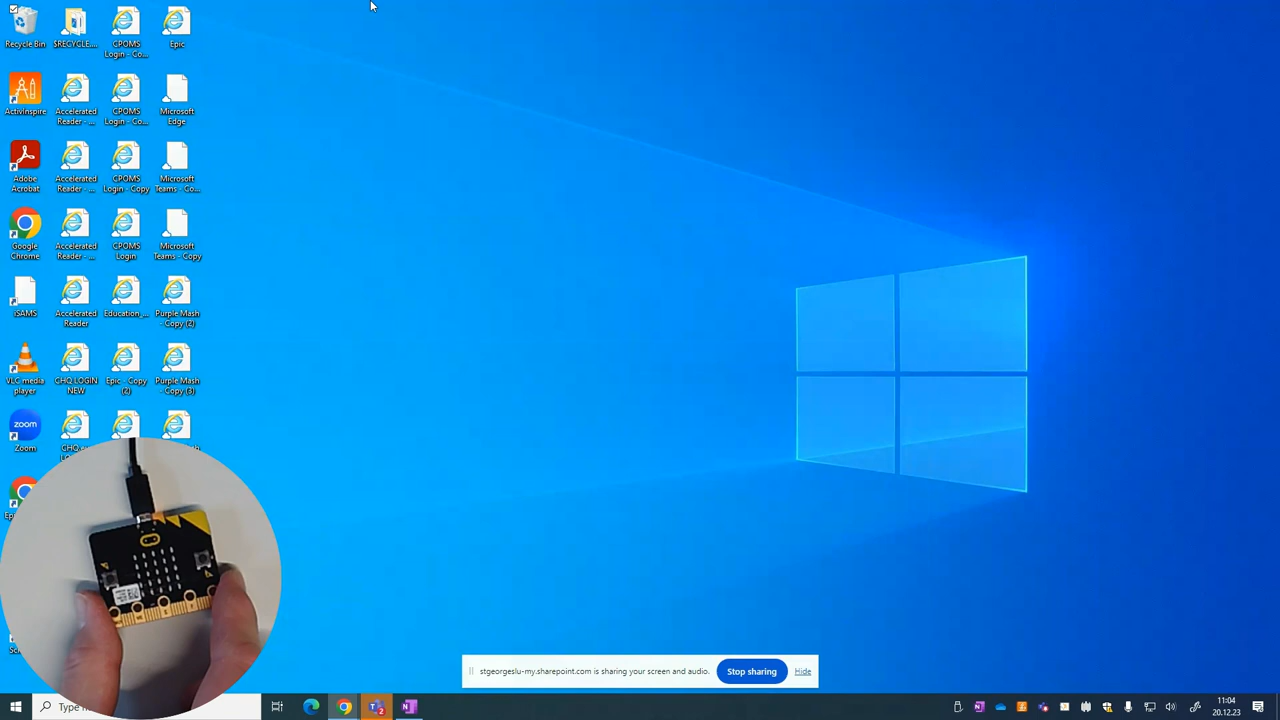 Recycle Bin
$RECYCLE....
CPOMS
Login - Co...
Epic
ActivInspire
Accelerated
Reader - ...
CPOMS
Login - Co...
Microsoft
Edge
Adobe
Acrobat
Accelerated
Reader - ...
CPOMS
Login - Copy
Microsoft
Teams - Co...
Google
Chrome
Accelerated
Reader - ...
CPOMS
Login
Microsoft
Teams - Copy
iSAMS
Accelerated
Reader
Education_...
Purple Mash
- Copy (2)
VLC media
player
CHQ LOGIN
NEW
Epic - Copy
(2)
Purple Mash
- Copy (3)
zoom
Zoom
stgeorgeslu-my.sharepoint.com is sharing your screen and audio.
Stop sharing
Hide
Type
2
11:04
20.12.23